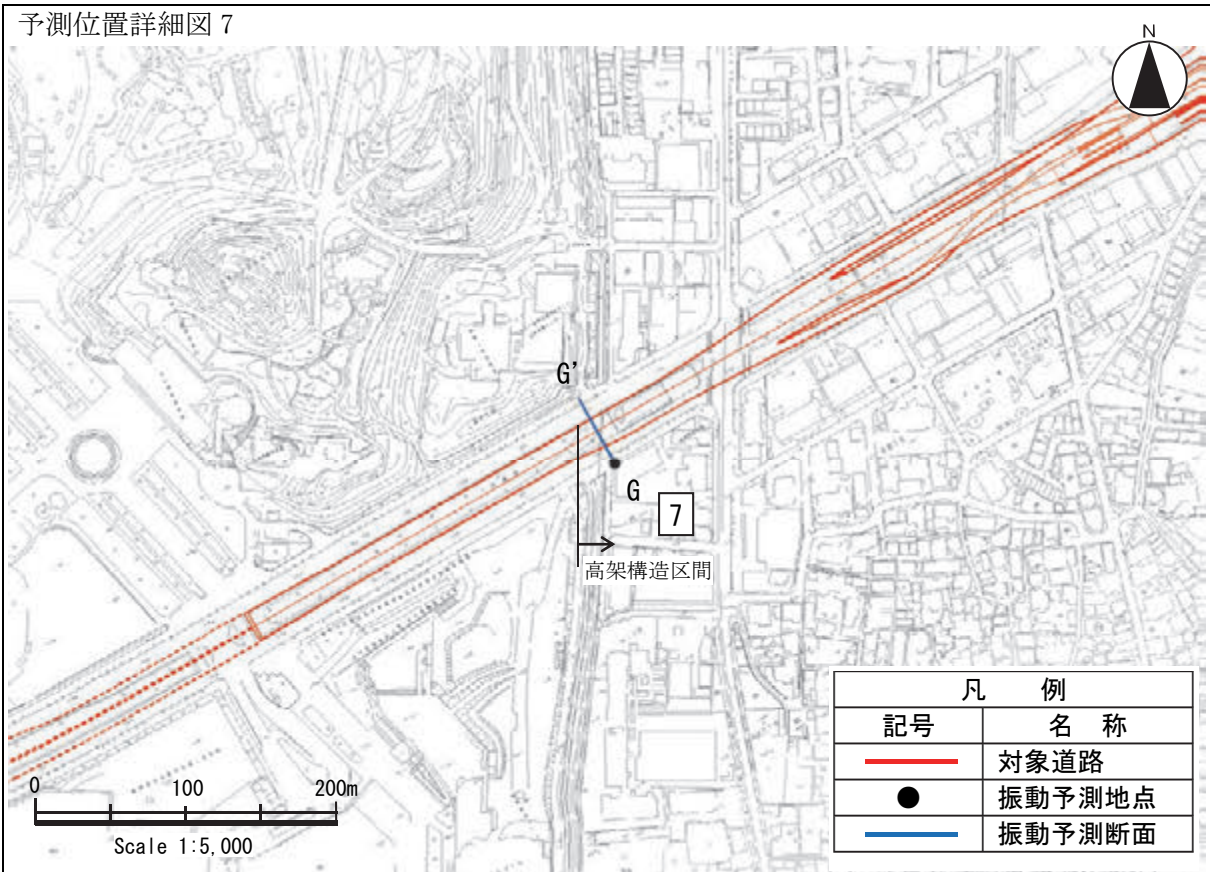 予測位置詳細図 7
N
G’
G
7
高架構造区間
0 100 200m
Scale 1:5,000
凡 例
記号 名 称
対象道路
振動予測地点
振動予測断面